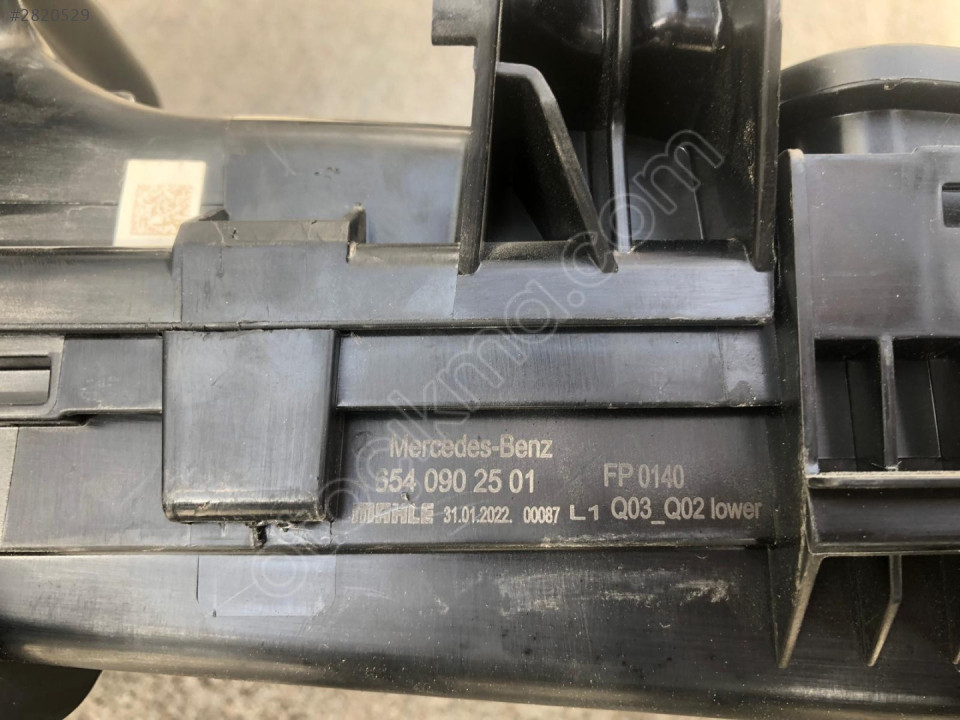 #2820529
Mercedes-Benz
654 090 25 01 FP 0140
MAHLE 31.01.2022. 00087 L1 Q03_Q02 lower